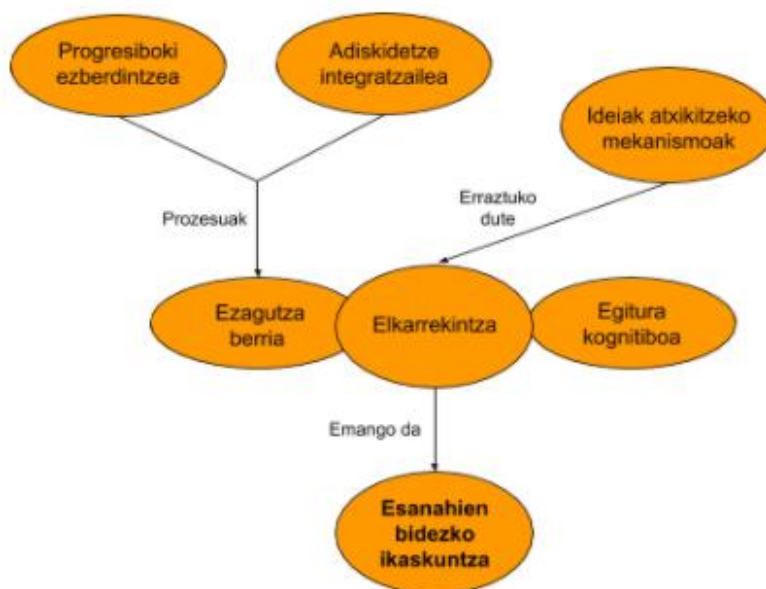 Progresiboki
ezberdintzea
Adiskidetze
integratzailea
Ideiak atxikitzeko
mekanismoak
Prozesuak
Erraztuko
dute
Ezagutza
berria
Elkarrekintza
Egitura
kognitiboa
Emango da
Esanahien
bidezko
ikaskuntza